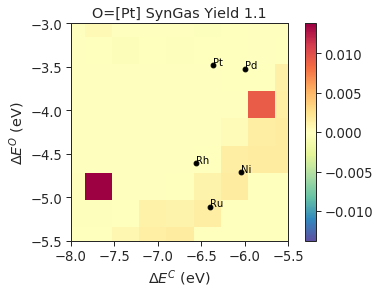 O=[Pt] SynGas Yield 1.1
−3.0
−3.5
−4.0
−4.5
−5.0
−5.5
ΔE^O (eV)
Pt
Pd
Rh
Ni
Ru
−8.0 −7.5 −7.0 −6.5 −6.0 −5.5
ΔE^C (eV)
0.010
0.005
0.000
−0.005
−0.010